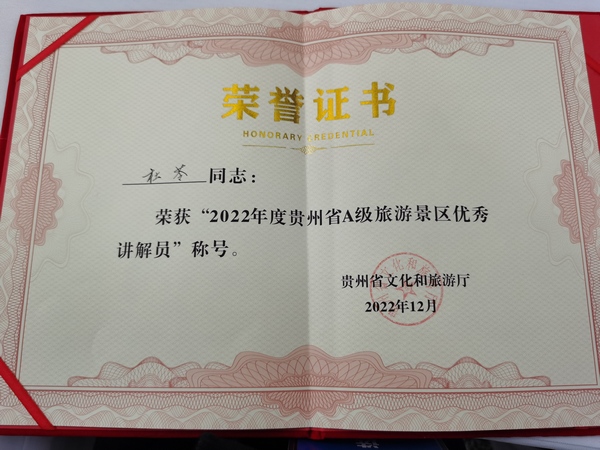 荣誉证书
HONORARY CREDENTIAL
同志：
荣获“2022年度贵州省A级旅游景区优秀
讲解员”称号。
贵州省文化和旅游厅
2022年12月